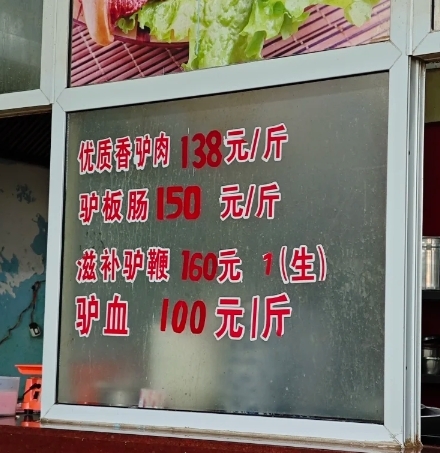 优质香驴肉 138元/斤
驴板肠 150 元/斤
滋补驴鞭 160元 1(生)
驴血 100元/斤